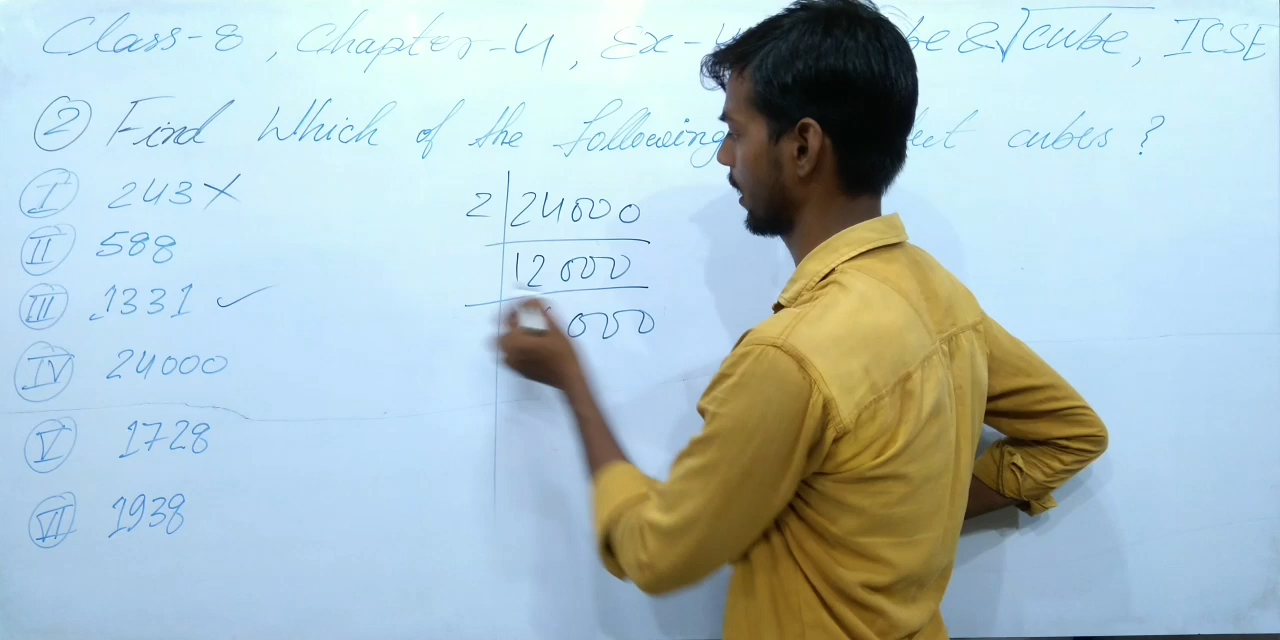 Class-8, Chapter-4, Ex-4 be & √cube, ICSE
② Find Which of the following cubes ?
Ⓘ 243 ✗
II 588
III 1331 ✓
IV 24000
V 1728
VI 1938
2 | 24000
12000
000